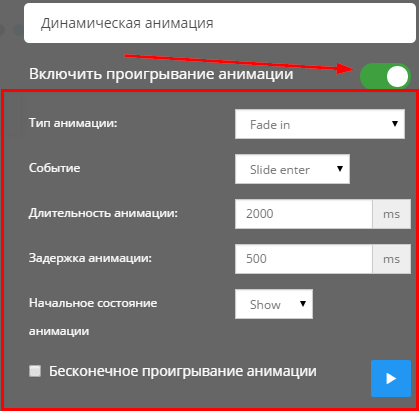 Динамическая анимация
Включить проигрывание анимации
Тип анимации: Fade in
Событие Slide enter
Длительность анимации: 2000 ms
Задержка анимации: 500 ms
Начальное состояние Show
анимации
Бесконечное проигрывание анимации